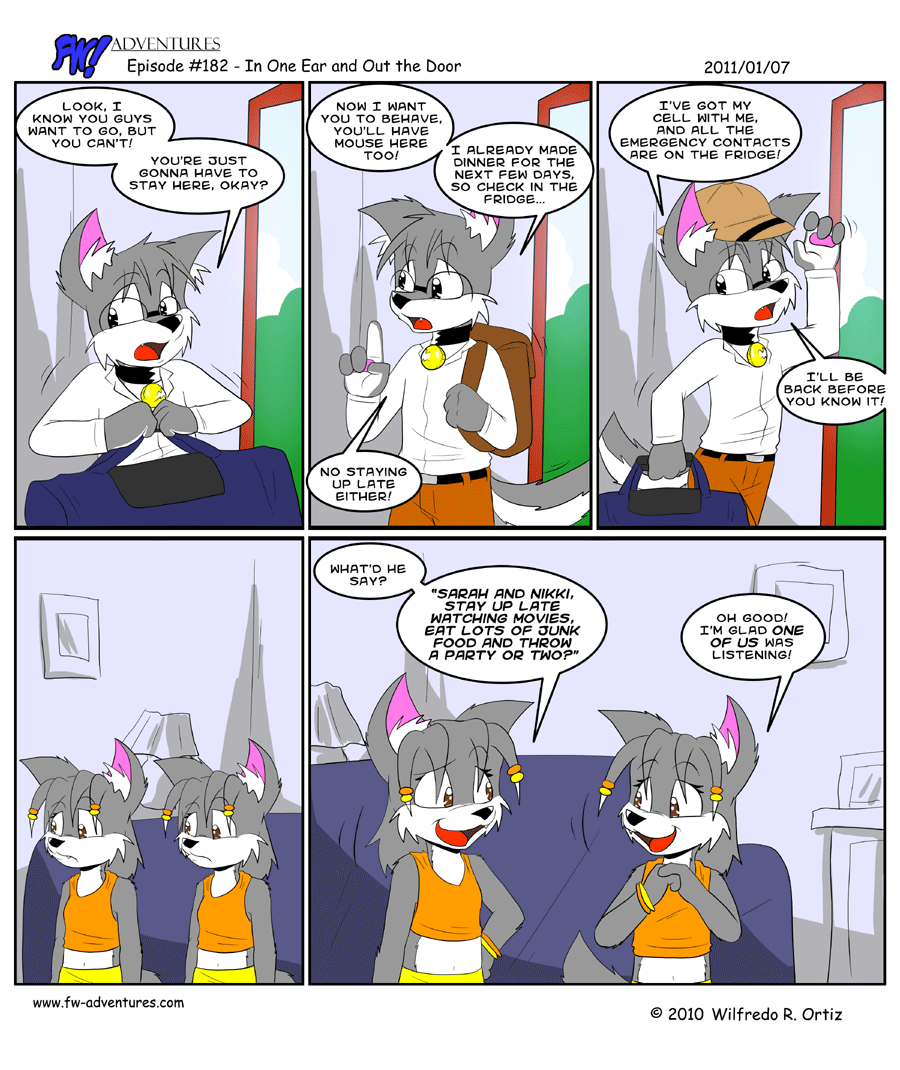 FW! ADVENTURES
Episode #182 - In One Ear and Out the Door
2011/01/07
LOOK, I
KNOW YOU GUYS
WANT TO GO, BUT
YOU CAN'T!
YOU'RE JUST
GONNA HAVE TO
STAY HERE, OKAY?
NOW I WANT
YOU TO BEHAVE,
YOU'LL HAVE
MOUSE HERE
TOO!
I ALREADY MADE
DINNER FOR THE
NEXT FEW DAYS,
SO CHECK IN THE
FRIDGE...
NO STAYING
UP LATE
EITHER!
I'VE GOT MY
CELL WITH ME,
AND ALL THE
EMERGENCY CONTACTS
ARE ON THE FRIDGE!
I'LL BE
BACK BEFORE
YOU KNOW IT!
WHAT'D HE
SAY?
"SARAH AND NIKKI,
STAY UP LATE
WATCHING MOVIES,
EAT LOTS OF JUNK
FOOD AND THROW
A PARTY OR TWO?"
OH GOOD!
I'M GLAD ONE
OF US WAS
LISTENING!
www.fw-adventures.com
© 2010 Wilfredo R. Ortiz